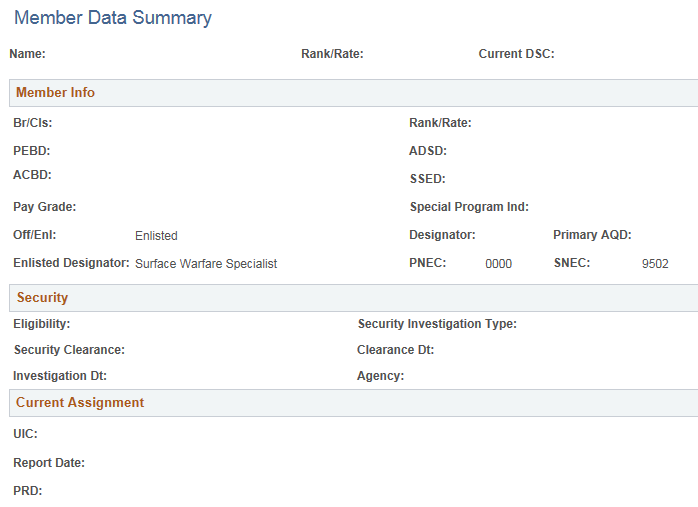 Member Data Summary
Name: Rank/Rate: Current DSC:
Member Info
Br/Cls: Rank/Rate:
PEBD: ADSD:
ACBD: SSED:
Pay Grade: Special Program Ind:
Off/Enl: Enlisted Designator: Primary AQD:
Enlisted Designator: Surface Warfare Specialist PNEC: 0000 SNEC: 9502
Security
Eligibility: Security Investigation Type:
Security Clearance: Clearance Dt:
Investigation Dt: Agency:
Current Assignment
UIC:
Report Date:
PRD: